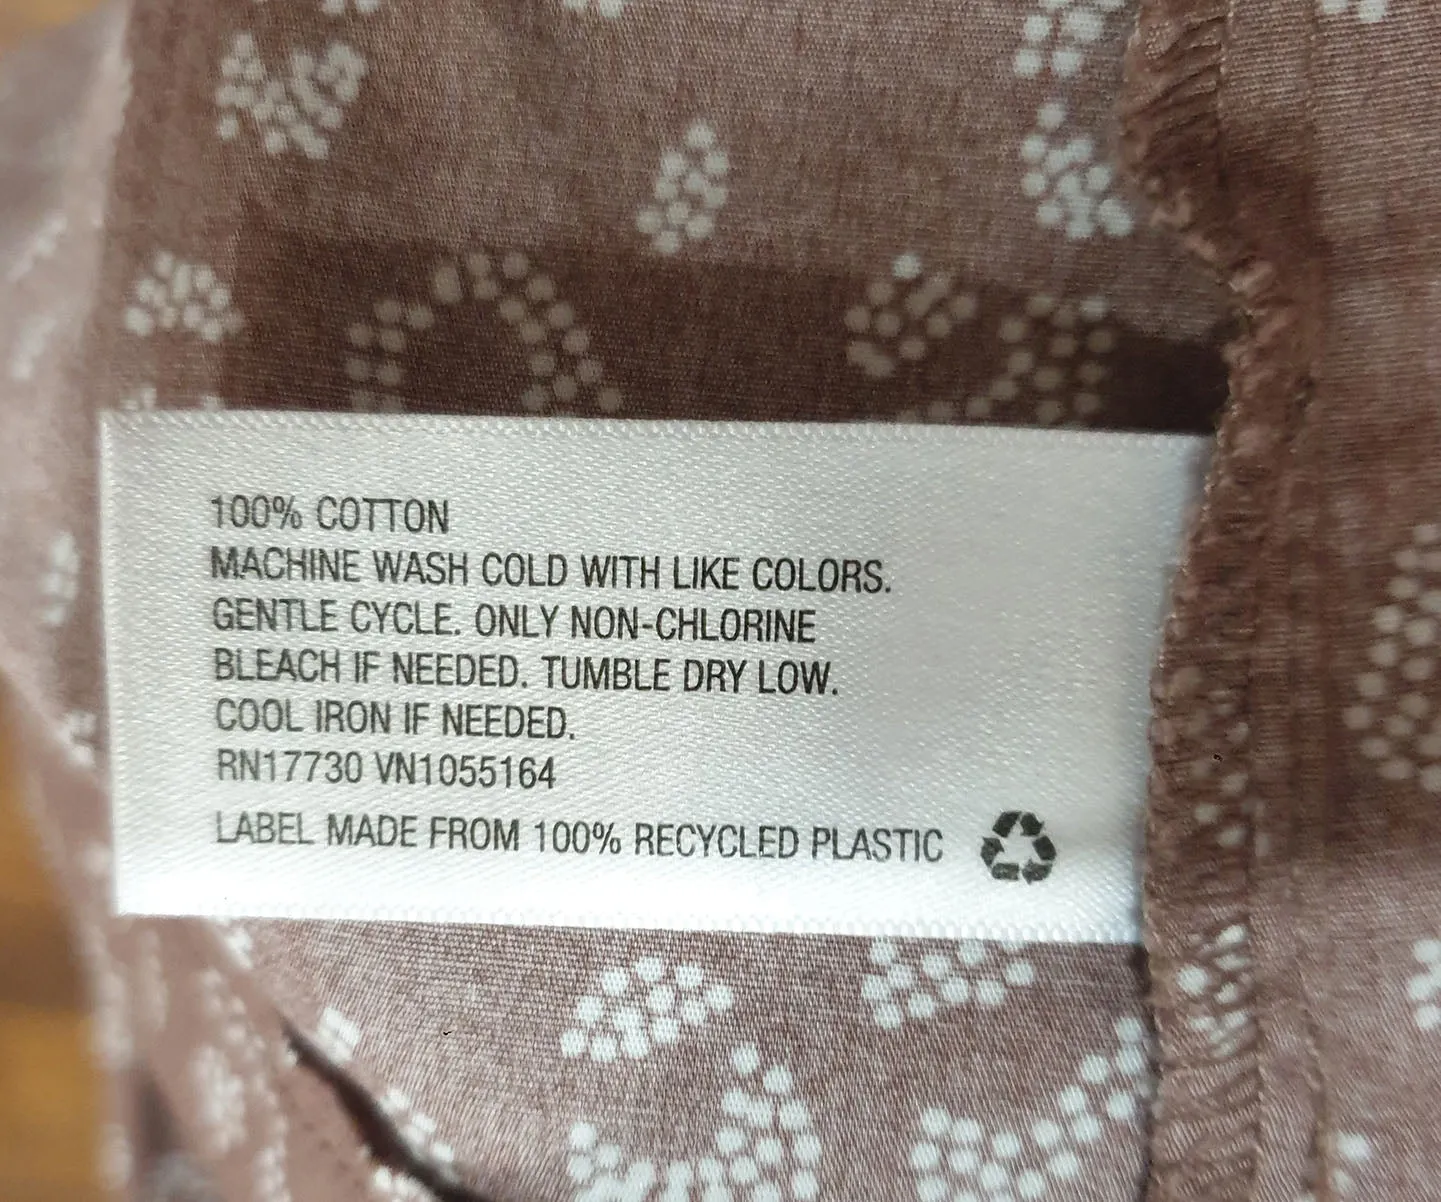 100% COTTON
MACHINE WASH COLD WITH LIKE COLORS.
GENTLE CYCLE. ONLY NON-CHLORINE
BLEACH IF NEEDED. TUMBLE DRY LOW.
COOL IRON IF NEEDED.
RN17730 VN1055164
LABEL MADE FROM 100% RECYCLED PLASTIC